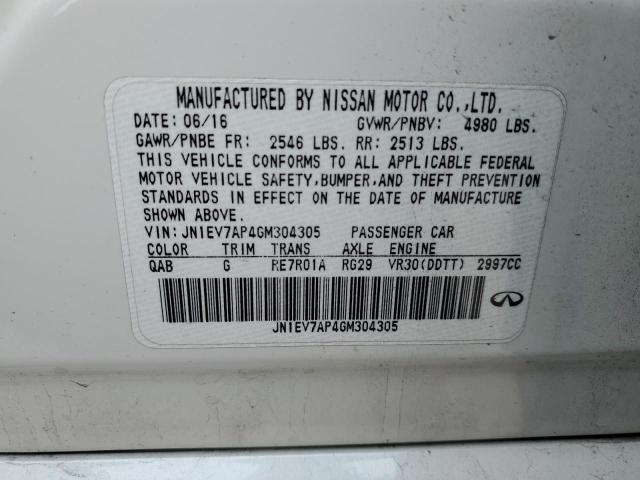 MANUFACTURED BY NISSAN MOTOR CO.,LTD.
DATE: 06/16 GVWR/PNBV: 4980 LBS.
GAWR/PNBE FR: 2546 LBS. RR: 2513 LBS.
THIS VEHICLE CONFORMS TO ALL APPLICABLE FEDERAL
MOTOR VEHICLE SAFETY,BUMPER,AND THEFT PREVENTION
STANDARDS IN EFFECT ON THE DATE OF MANUFACTURE
SHOWN ABOVE.
VIN: JN1EV7AP4GM304305 PASSENGER CAR
COLOR TRIM TRANS AXLE ENGINE
QAB G RE7R01A RG29 VR30(DDTT) 2997CC
JN1EV7AP4GM304305